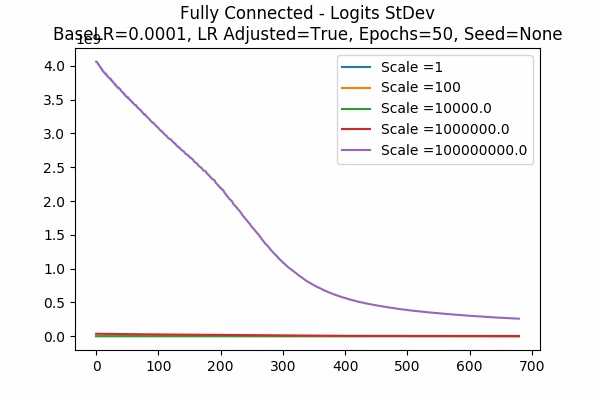 Fully Connected - Logits StDev
BaseLR=0.0001, LR Adjusted=True, Epochs=50, Seed=None
1e9
4.0
3.5
3.0
2.5
2.0
1.5
1.0
0.5
0.0
Scale =1
Scale =100
Scale =10000.0
Scale =1000000.0
Scale =100000000.0
0 100 200 300 400 500 600 700